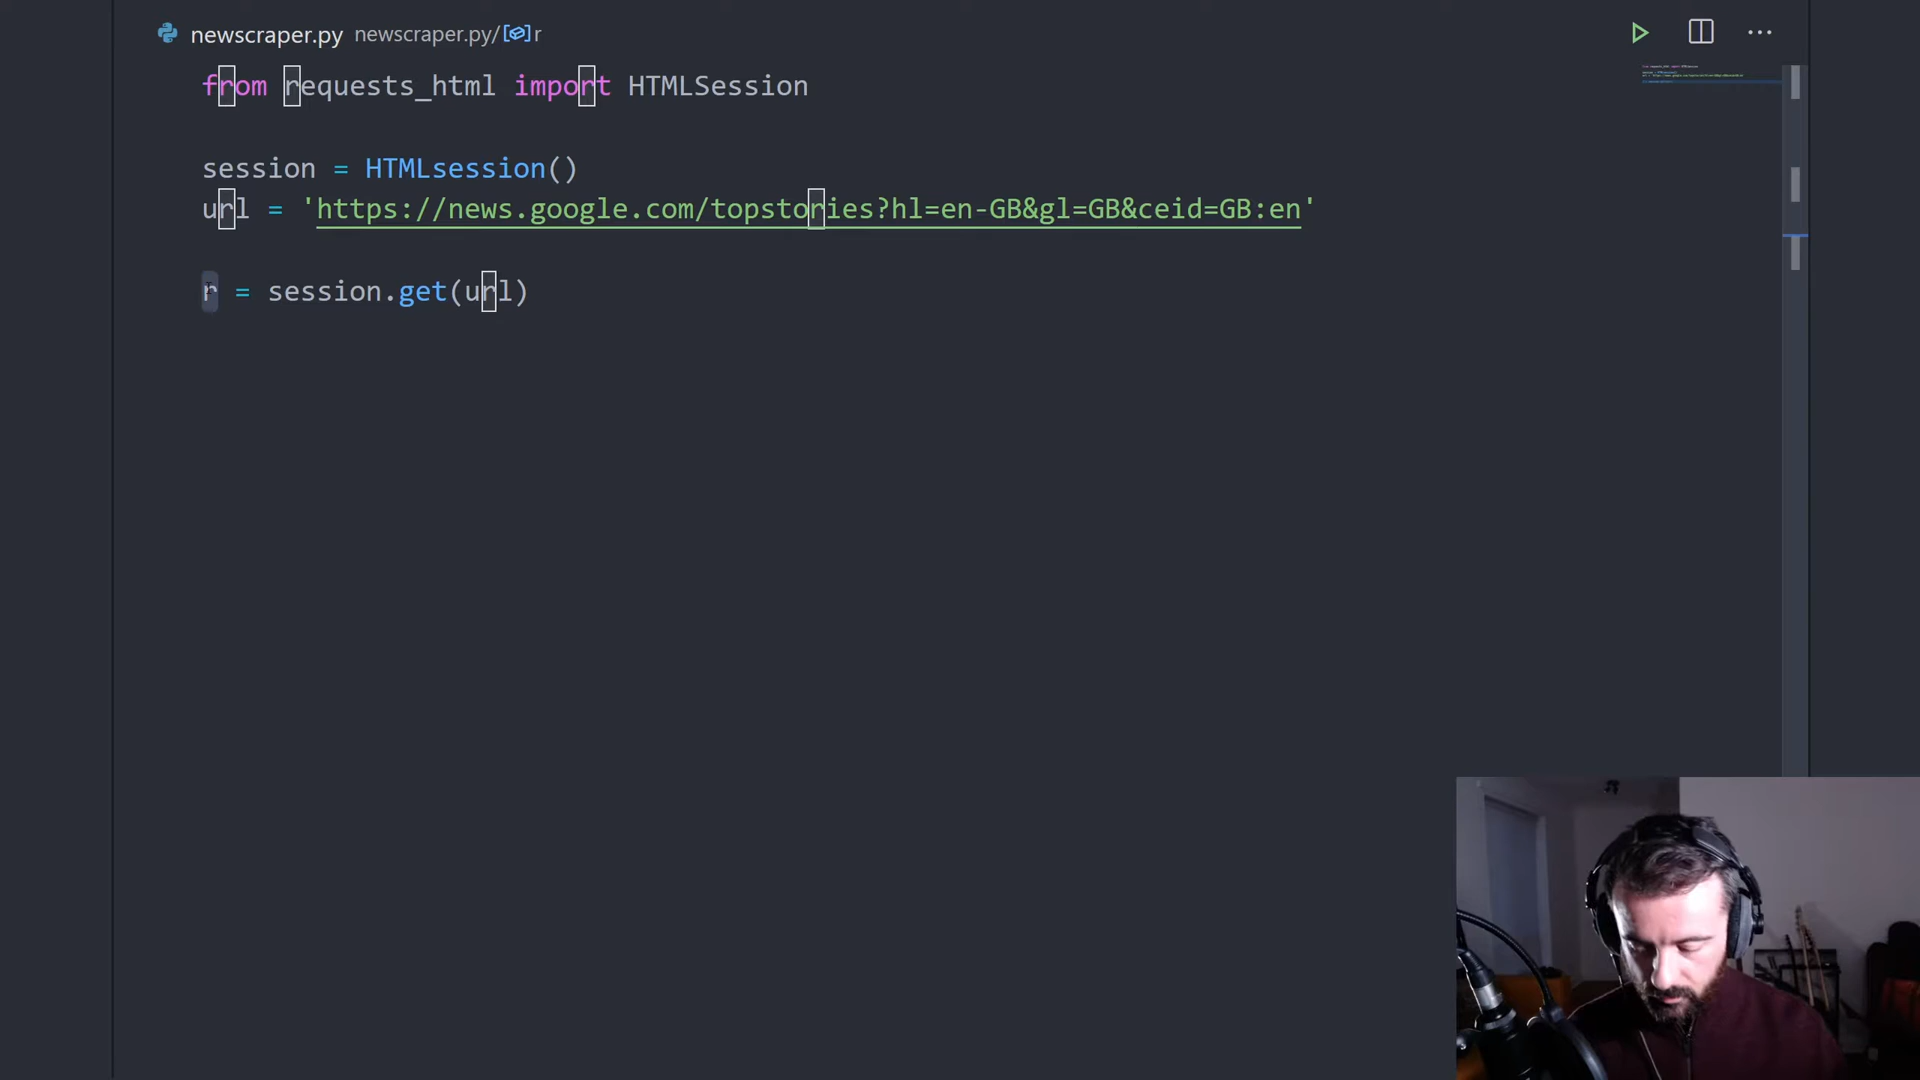 newscraper.py newscraper.py/r
from requests_html import HTMLSession
session = HTMLsession()
url = 'https://news.google.com/topstories?hl=en-GB&gl=GB&ceid=GB:en'
r = session.get(url)